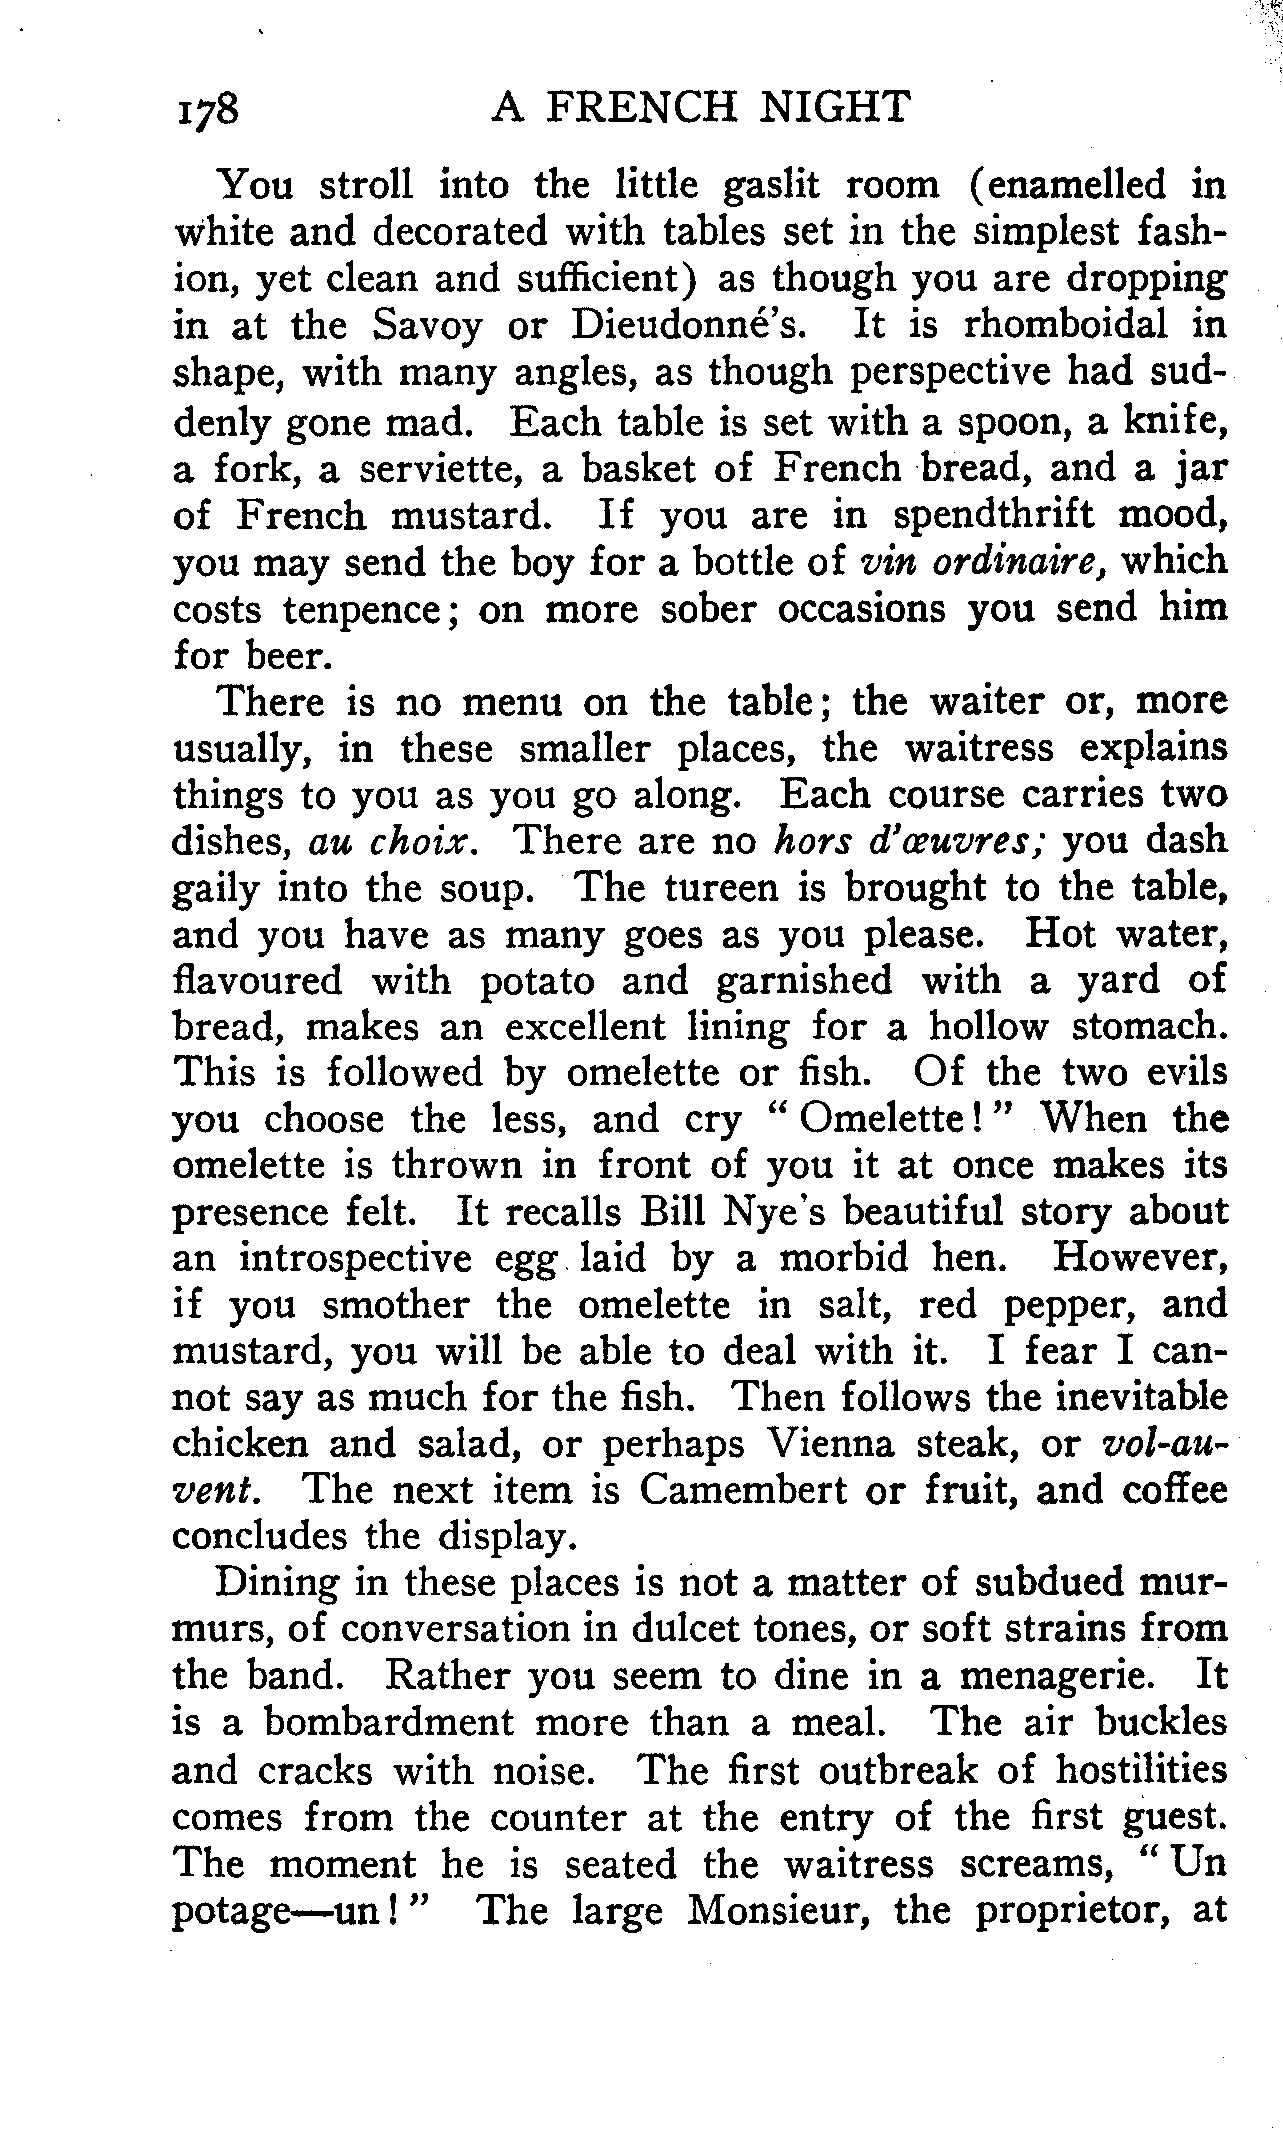 178 A FRENCH NIGHT
You stroll into the little gaslit room (enamelled in
white and decorated with tables set in the simplest fash-
ion, yet clean and sufficient) as though you are dropping
in at the Savoy or Dieudonné's. It is rhomboidal in
shape, with many angles, as though perspective had sud-
denly gone mad. Each table is set with a spoon, a knife,
a fork, a serviette, a basket of French bread, and a jar
of French mustard. If you are in spendthrift mood,
you may send the boy for a bottle of vin ordinaire, which
costs tenpence; on more sober occasions you send him
for beer.
There is no menu on the table; the waiter or, more
usually, in these smaller places, the waitress explains
things to you as you go along. Each course carries two
dishes, au choix. There are no hors d'œuvres; you dash
gaily into the soup. The tureen is brought to the table,
and you have as many goes as you please. Hot water,
flavoured with potato and garnished with a yard of
bread, makes an excellent lining for a hollow stomach.
This is followed by omelette or fish. Of the two evils
you choose the less, and cry " Omelette! " When the
omelette is thrown in front of you it at once makes its
presence felt. It recalls Bill Nye's beautiful story about
an introspective egg laid by a morbid hen. However,
if you smother the omelette in salt, red pepper, and
mustard, you will be able to deal with it. I fear I can-
not say as much for the fish. Then follows the inevitable
chicken and salad, or perhaps Vienna steak, or vol-au-
vent. The next item is Camembert or fruit, and coffee
concludes the display.
Dining in these places is not a matter of subdued mur-
murs, of conversation in dulcet tones, or soft strains from
the band. Rather you seem to dine in a menagerie. It
is a bombardment more than a meal. The air buckles
and cracks with noise. The first outbreak of hostilities
comes from the counter at the entry of the first guest.
The moment he is seated the waitress screams, " Un
potage—un! " The large Monsieur, the proprietor, at